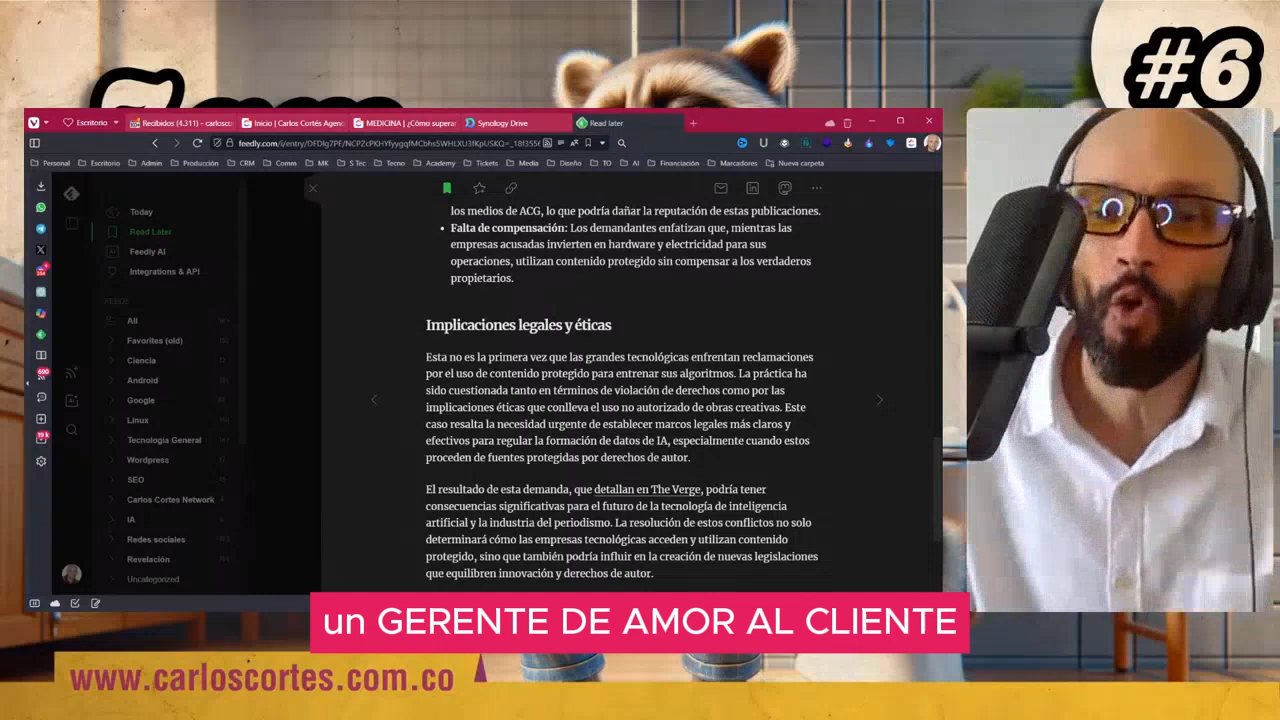 #6
Escritorio
Recibidos (4.311) - carlosco
Inicio | Carlos Cortés Agenc
MEDICINA | ¿Cómo supera
Synology Drive
Read later
Personal
Escritorio
Admin
Producción
CRM
Comm
MK
S Tec
Tecno
Academy
Tickets
Media
Diseño
TO
AI
Financiación
Marcadores
Nueva carpeta
Today
Read Later
Feedly AI
Integrations & API
FEEDS
All
Favorites (old)
Ciencia
Android
Google
Linux
Tecnologia General
Wordpress
SEO
Carlos Cortes Network
IA
Redes sociales
Revelación
Uncategorized
690
los medios de ACG, lo que podría dañar la reputación de estas publicaciones.
• Falta de compensación: Los demandantes enfatizan que, mientras las
empresas acusadas invierten en hardware y electricidad para sus
operaciones, utilizan contenido protegido sin compensar a los verdaderos
propietarios.
Implicaciones legales y éticas
Esta no es la primera vez que las grandes tecnológicas enfrentan reclamaciones
por el uso de contenido protegido para entrenar sus algoritmos. La práctica ha
sido cuestionada tanto en términos de violación de derechos como por las
implicaciones éticas que conlleva el uso no autorizado de obras creativas. Este
caso resalta la necesidad urgente de establecer marcos legales más claros y
efectivos para regular la formación de datos de IA, especialmente cuando estos
proceden de fuentes protegidas por derechos de autor.
El resultado de esta demanda, que detallan en The Verge, podría tener
consecuencias significativas para el futuro de la tecnología de inteligencia
artificial y la industria del periodismo. La resolución de estos conflictos no solo
determinará cómo las empresas tecnológicas acceden y utilizan contenido
protegido, sino que también podría influir en la creación de nuevas legislaciones
que equilibren innovación y derechos de autor.
un GERENTE DE AMOR AL CLIENTE
www.carloscortes.com.co